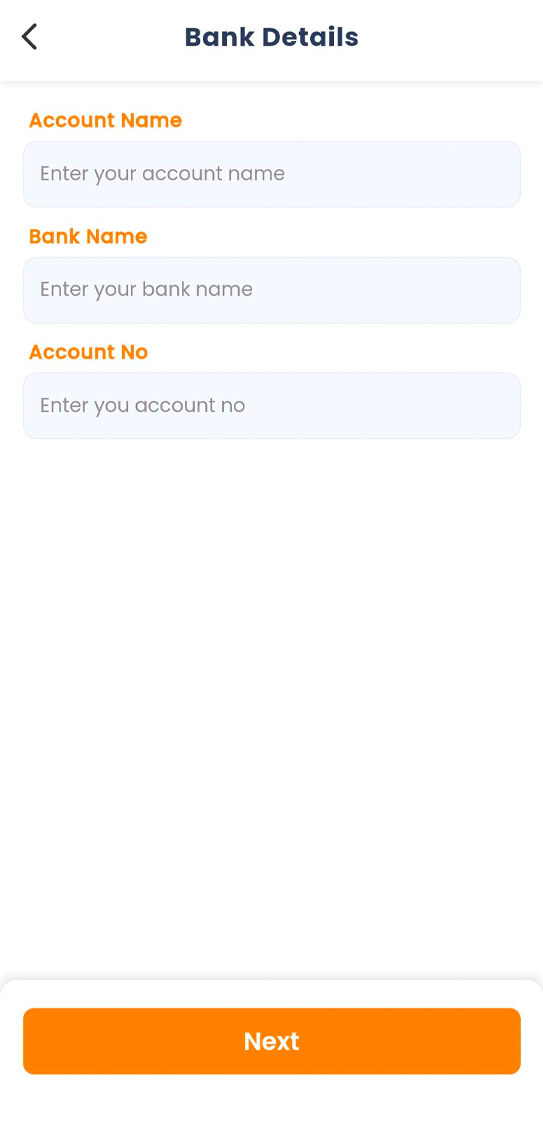 Bank Details
Account Name
Enter your account name
Bank Name
Enter your bank name
Account No
Enter you account no
Next